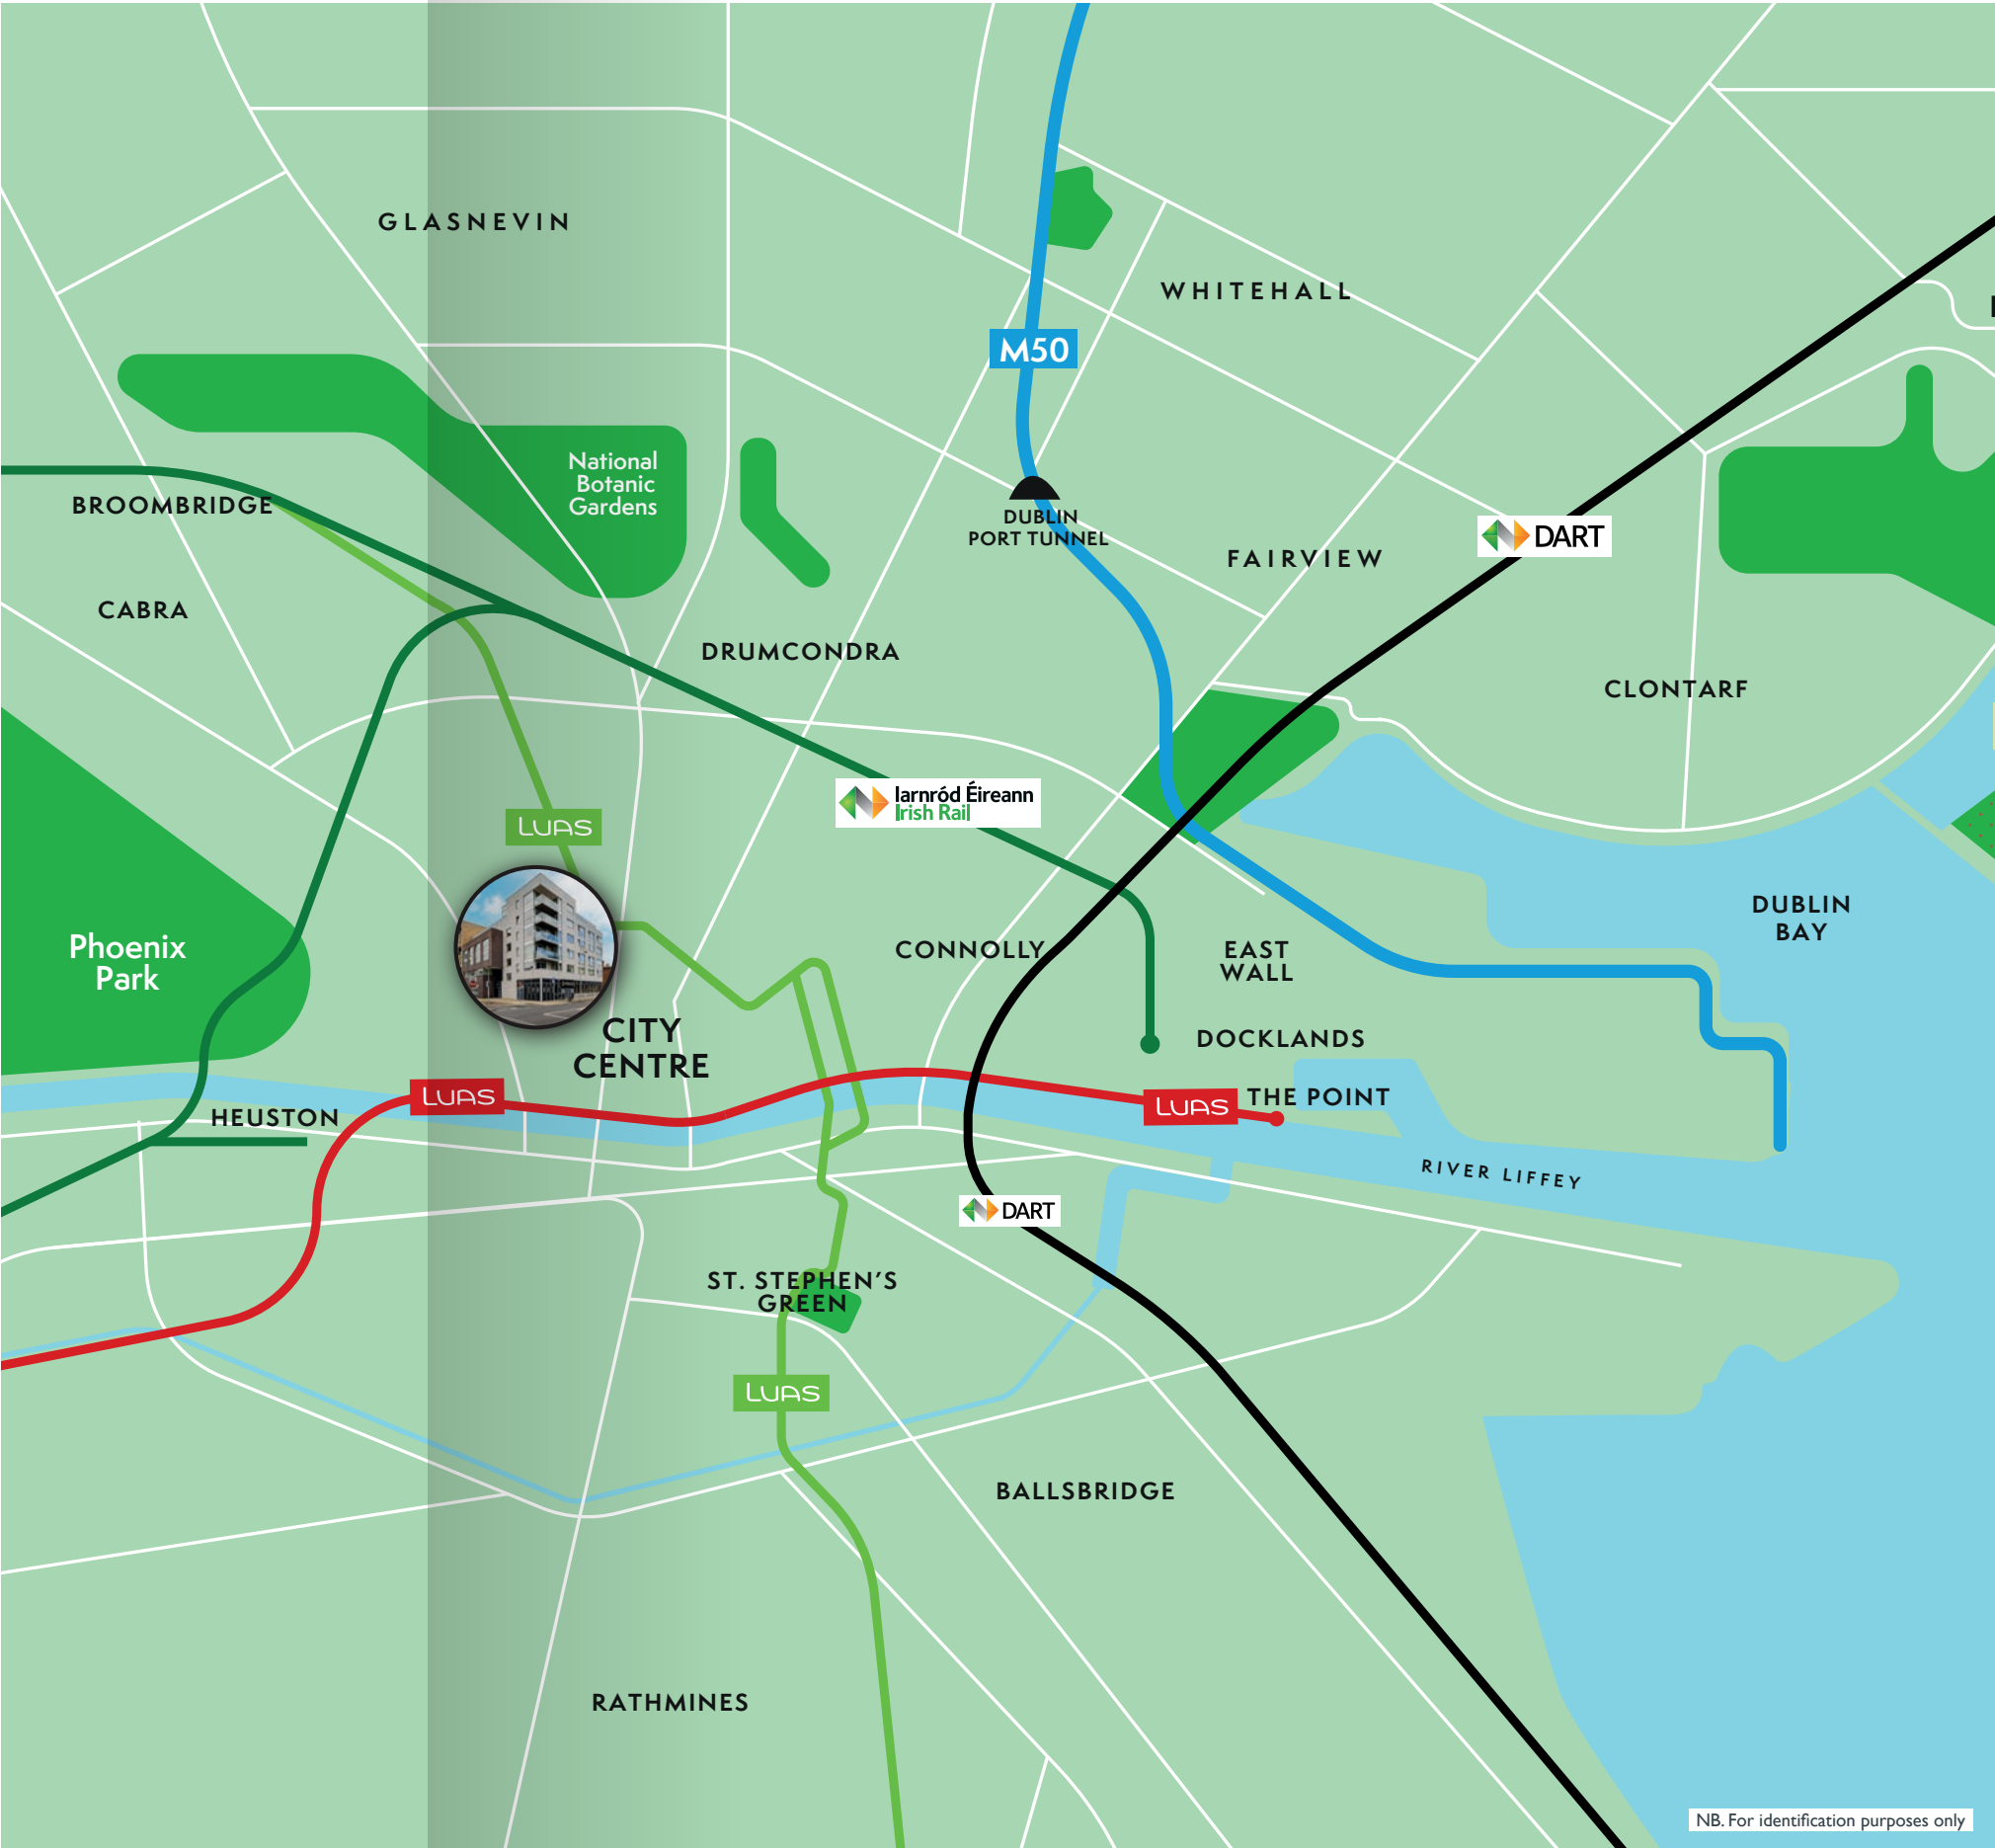 GLASNEVIN
WHITEHALL
M50
National
Botanic
Gardens
BROOMBRIDGE
DUBLIN
PORT TUNNEL
DART
FAIRVIEW
CABRA
DRUMCONDRA
CLONTARF
Iarnród Éireann
Irish Rail
LUAS
DUBLIN
BAY
Phoenix
Park
CONNOLLY
EAST
WALL
CITY
CENTRE
DOCKLANDS
LUAS
LUAS
THE POINT
HEUSTON
RIVER LIFFEY
DART
ST. STEPHEN'S
GREEN
LUAS
BALLSBRIDGE
RATHMINES
NB. For identification purposes only